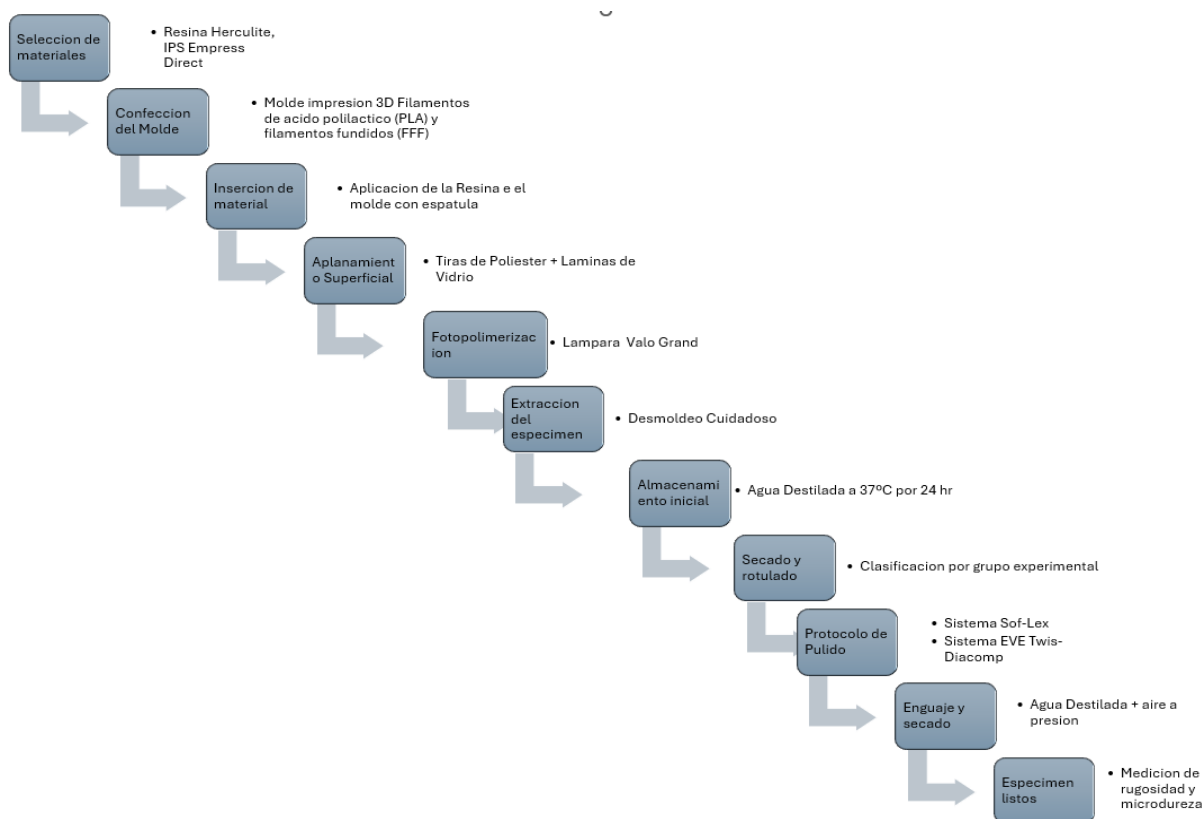 Seleccion de
materiales
• Resina Herculite,
IPS Empress
Direct
Confeccion
del Molde
• Molde impresion 3D Filamentos
de acido polilactico (PLA) y
filamentos fundidos (FFF)
Insercion de
material
• Aplicacion de la Resina e el
molde con espatula
Aplanamient
o Superficial
• Tiras de Poliester + Laminas de
Vidrio
Fotopolimerizac
ion
• Lampara Valo Grand
Extraccion
del
especimen
• Desmoldeo Cuidadoso
Almacenami
ento inicial
• Agua Destilada a 37ºC por 24 hr
Secado y
rotulado
• Clasificacion por grupo experimental
Protocolo de
Pulido
• Sistema Sof-Lex
• Sistema EVE Twis-
Diacomp
Enguaje y
secado
• Agua Destilada + aire a
presion
Especimen
listos
• Medicion de
rugosidad y
microdureza